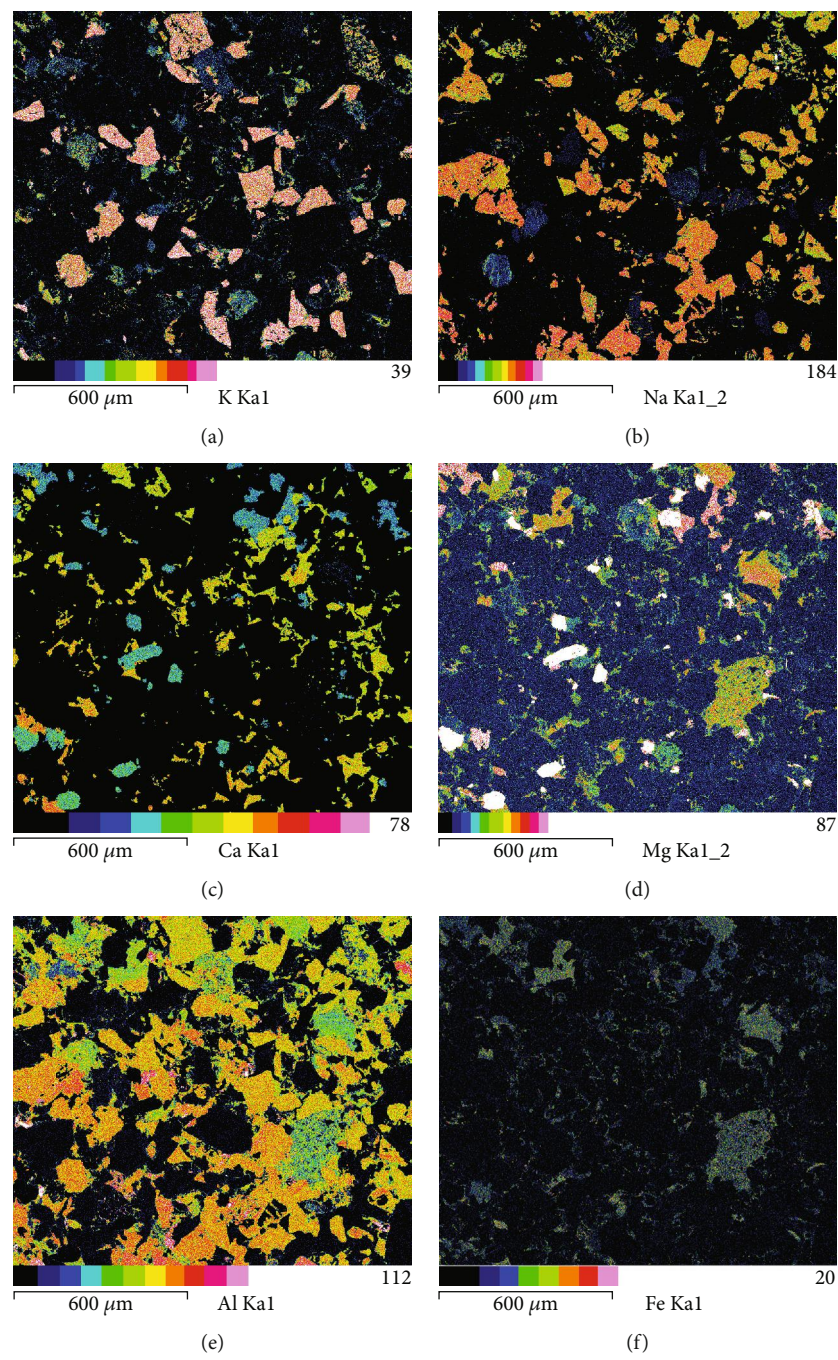 39
184
600 µm K Ka1
600 µm Na Ka1_2
(a)
(b)
78
87
600 µm Ca Ka1
600 µm Mg Ka1_2
(c)
(d)
112
20
600 µm Al Ka1
600 µm Fe Ka1
(e)
(f)